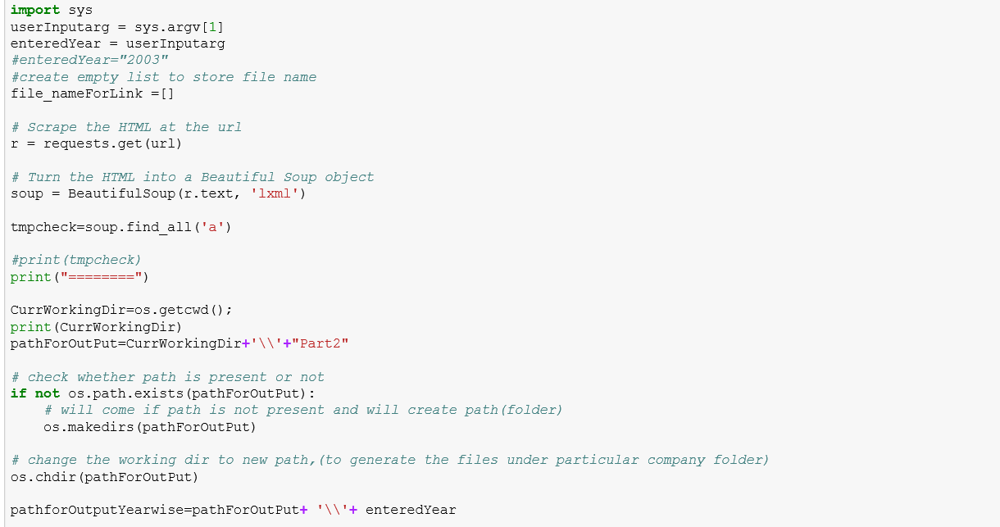 import sys
userInputarg = sys.argv[1]
enteredYear = userInputarg
#enteredYear="2003"
#create empty list to store file name
file_nameForLink =[]
# Scrape the HTML at the url
r = requests.get(url)
# Turn the HTML into a Beautiful Soup object
soup = BeautifulSoup(r.text, 'lxml')
tmpcheck=soup.find_all('a')
#print(tmpcheck)
print("========")
CurrWorkingDir=os.getcwd();
print(CurrWorkingDir)
pathForOutPut=CurrWorkingDir+'\\'+"Part2"
# check whether path is present or not
if not os.path.exists(pathForOutPut):
    # will come if path is not present and will create path(folder)
    os.makedirs(pathForOutPut)
# change the working dir to new path,(to generate the files under particular company folder)
os.chdir(pathForOutPut)
pathforOutputYearwise=pathForOutPut+ '\\'+ enteredYear